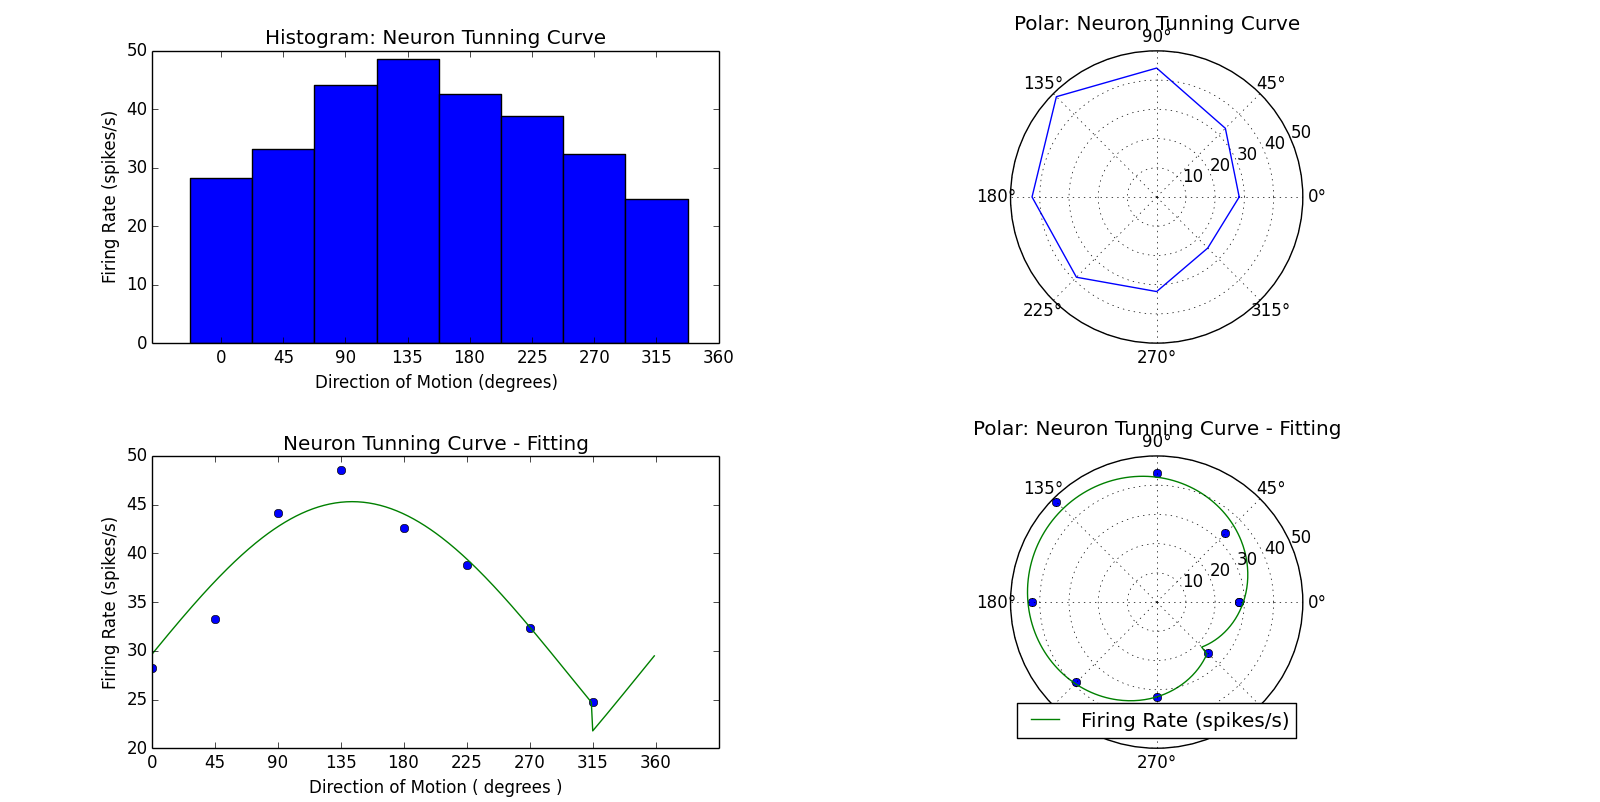 Histogram: Neuron Tunning Curve
50
40
30
20
10
0
Firing Rate (spikes/s)
0 45 90 135 180 225 270 315 360
Direction of Motion (degrees)
Polar: Neuron Tunning Curve
90°
135° 45°
50
40
30
20
10
180° 0°
225° 315°
270°
Neuron Tunning Curve - Fitting
50
45
40
35
30
25
20
Firing Rate (spikes/s)
0 45 90 135 180 225 270 315 360
Direction of Motion ( degrees )
Polar: Neuron Tunning Curve - Fitting
90°
135° 45°
50
40
30
20
10
180° 0°
Firing Rate (spikes/s)
270°